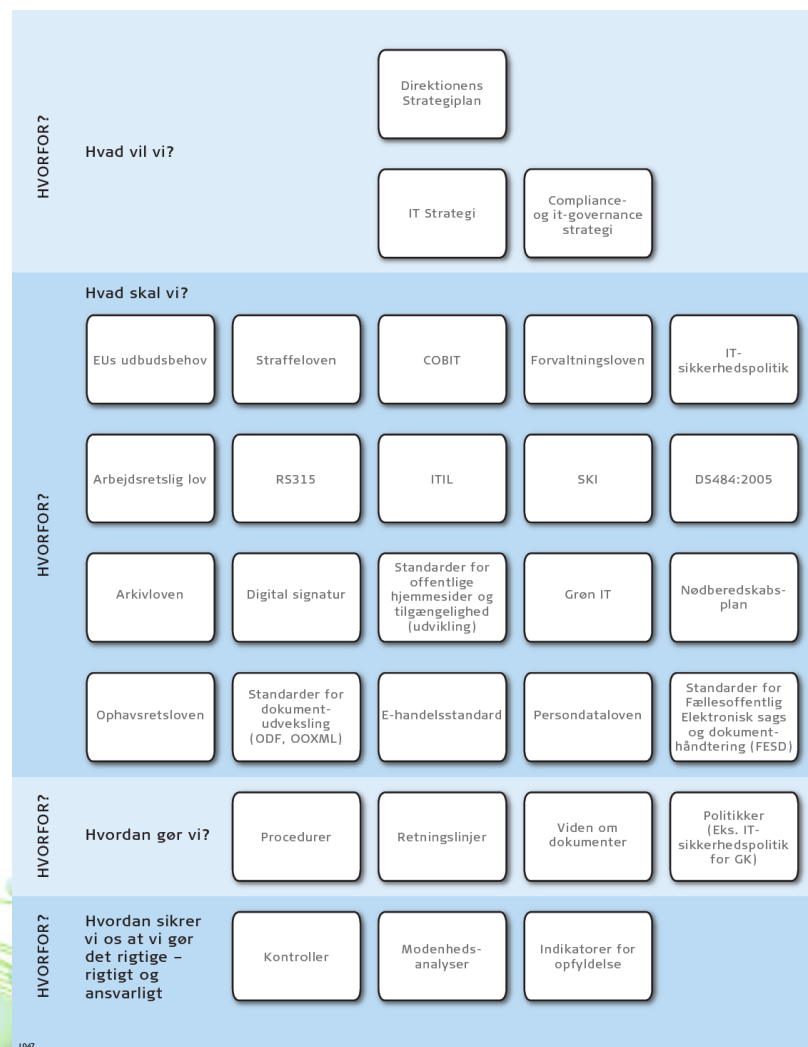 HVORFOR?
Hvad vil vi?
Direktionens
Strategiplan
IT Strategi
Compliance-
og it-governance
strategi
HVORFOR?
Hvad skal vi?
EUs udbudsbehov
Straffeloven
COBIT
Forvaltningsloven
IT-
sikkerhedspolitik
Arbejdsretslig lov
RS315
ITIL
SKI
DS484:2005
Arkivloven
Digital signatur
Standarder for
offentlige
hjemmesider og
tilgængelighed
(udvikling)
Grøn IT
Nødberedskabs-
plan
Ophavsretsloven
Standarder for
dokument-
udveksling
(ODF, OOXML)
E-handelsstandard
Persondataloven
Standarder for
Fællesoffentlig
Elektronisk sags
og dokument-
håndtering (FESD)
HVORFOR?
Hvordan gør vi?
Procedurer
Retningslinjer
Viden om
dokumenter
Politikker
(Eks. IT-
sikkerhedspolitik
for GK)
HVORFOR?
Hvordan sikrer
vi os at vi gør
det rigtige –
rigtigt og
ansvarligt
Kontroller
Modenheds-
analyser
Indikatorer for
opfyldelse